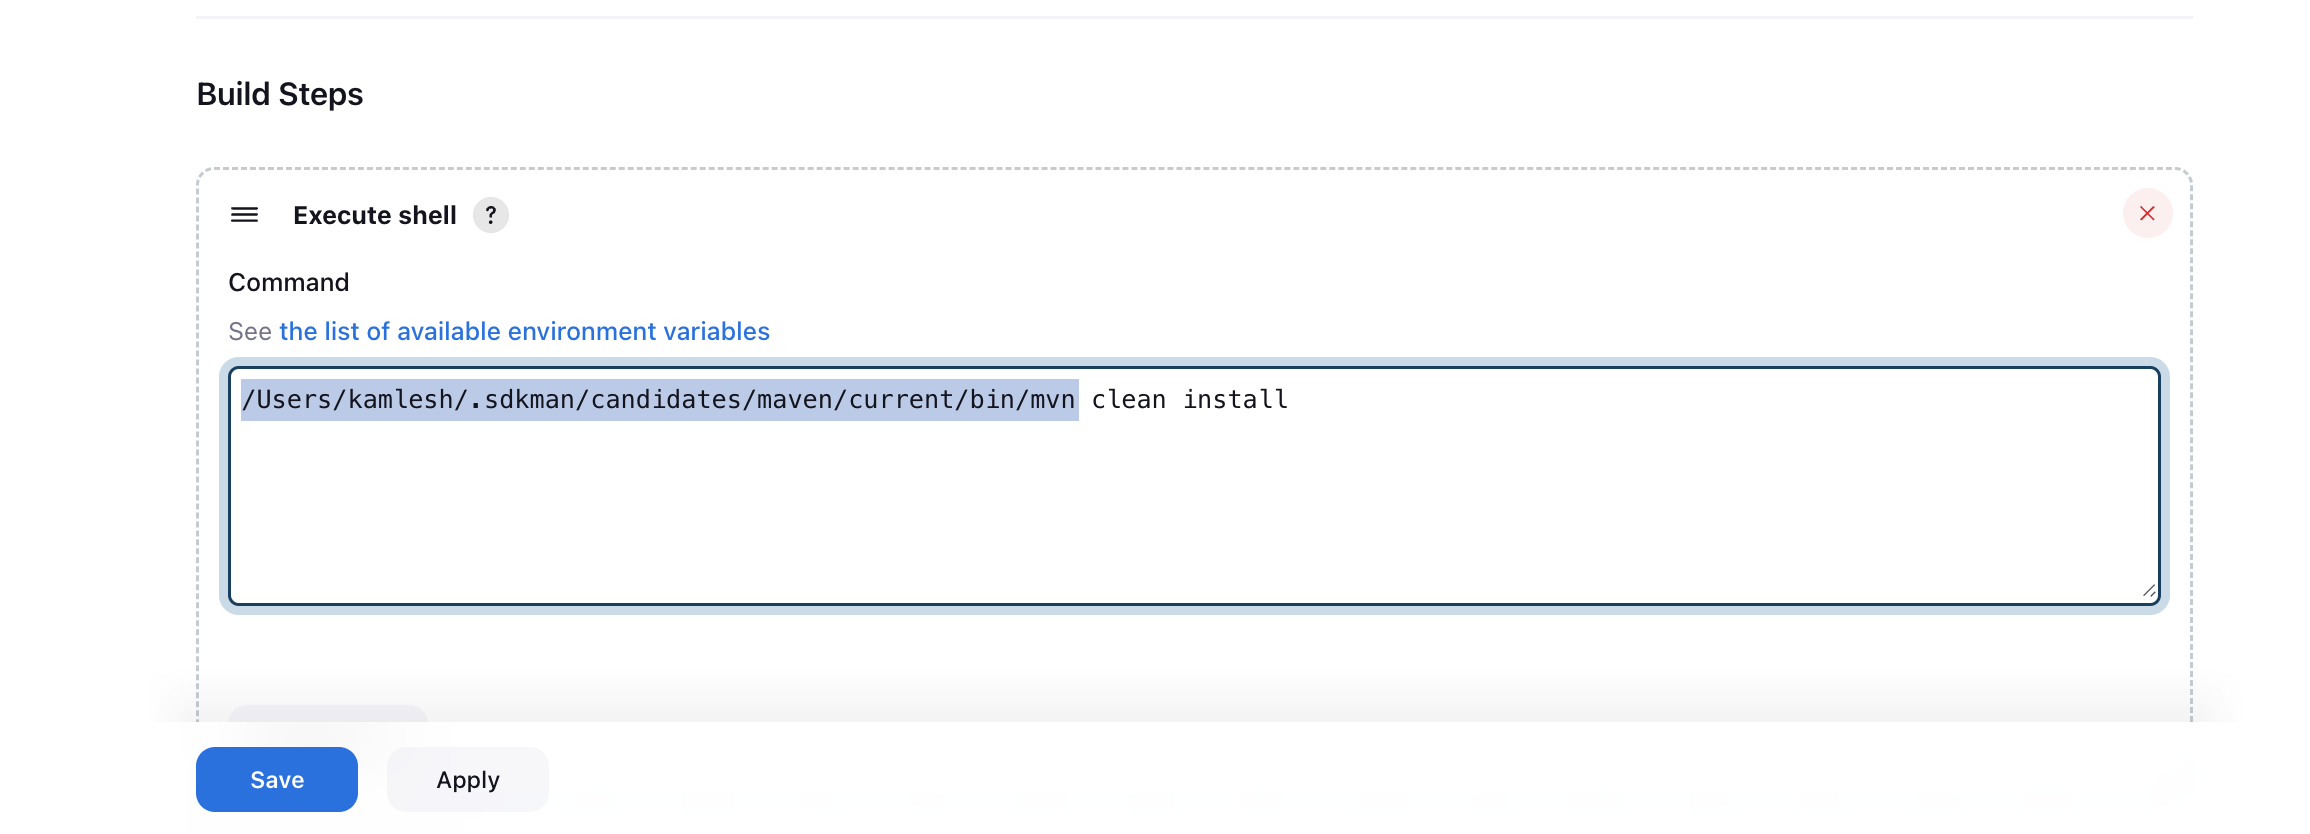 Build Steps
Execute shell ?
Command
See the list of available environment variables
/Users/kamlesh/.sdkman/candidates/maven/current/bin/mvn clean install
Save Apply